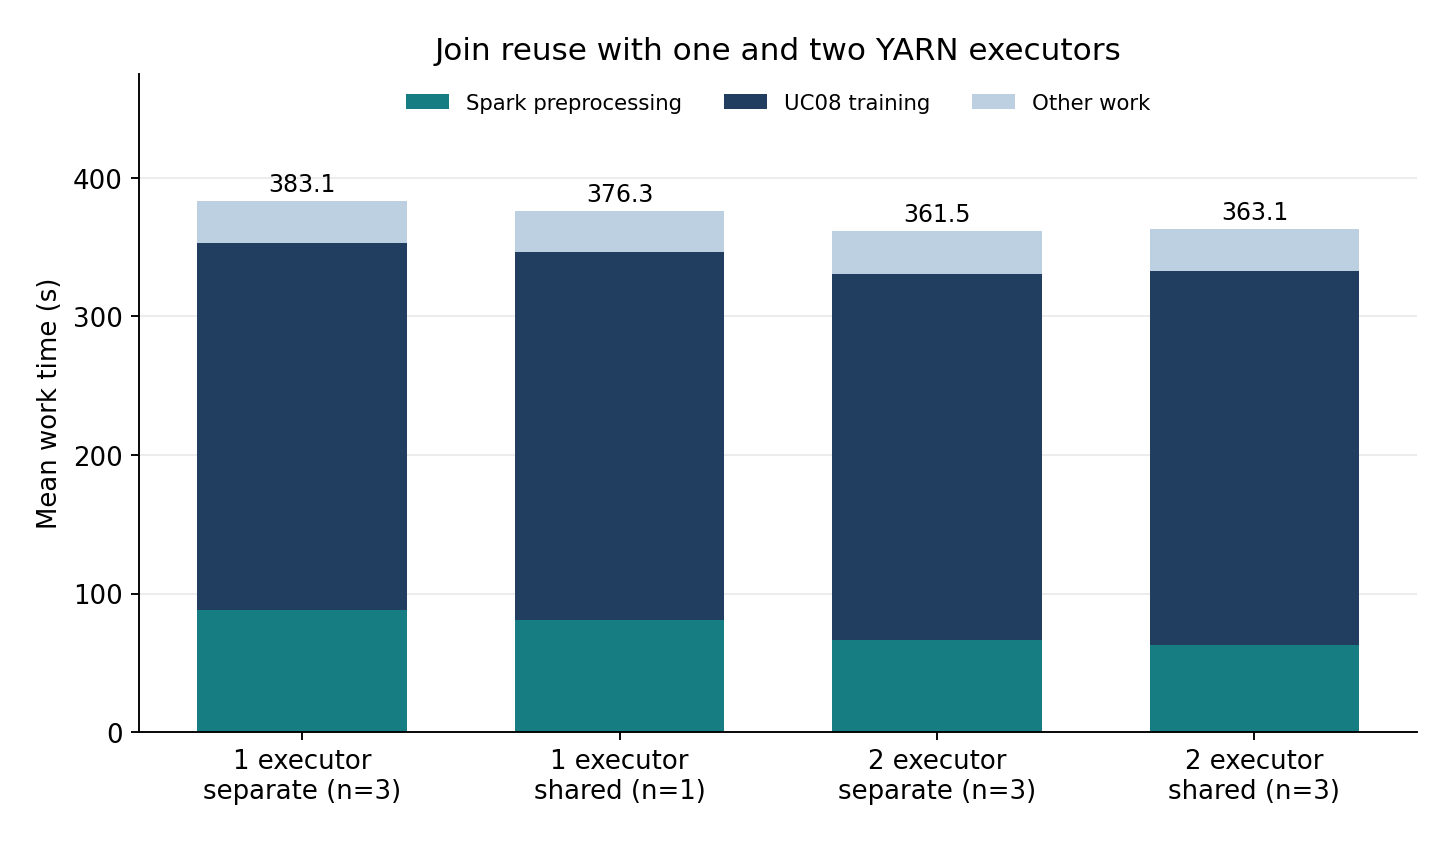 Join reuse with one and two YARN executors
Spark preprocessing UC08 training Other work
Mean work time (s)
400
300
200
100
0
383.1
376.3
361.5
363.1
1 executor
separate (n=3)
1 executor
shared (n=1)
2 executor
separate (n=3)
2 executor
shared (n=3)